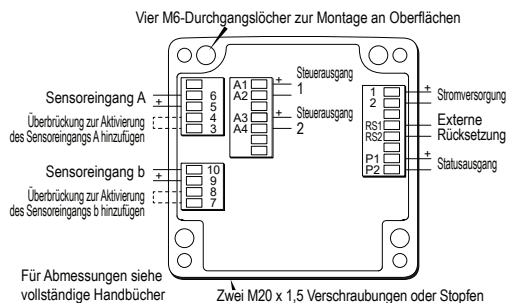 Vier M6-Durchgangslöcher zur Montage an Oberflächen
Sensoreingang A
+
Überbrückung zur Aktivierung
des Sensoreingangs A hinzufügen
6
5
4
3
Sensoreingang b
+
Überbrückung zur Aktivierung
des Sensoreingangs b hinzufügen
10
9
8
7
A1
A2
A3
A4
+
Steuerausgang
1
+
Steuerausgang
2
1
2
RS1
RS2
P1
P2
+
Stromversorgung
Externe
Rücksetzung
+
Statusausgang
Für Abmessungen siehe
vollständige Handbücher
Zwei M20 x 1,5 Verschraubungen oder Stopfen